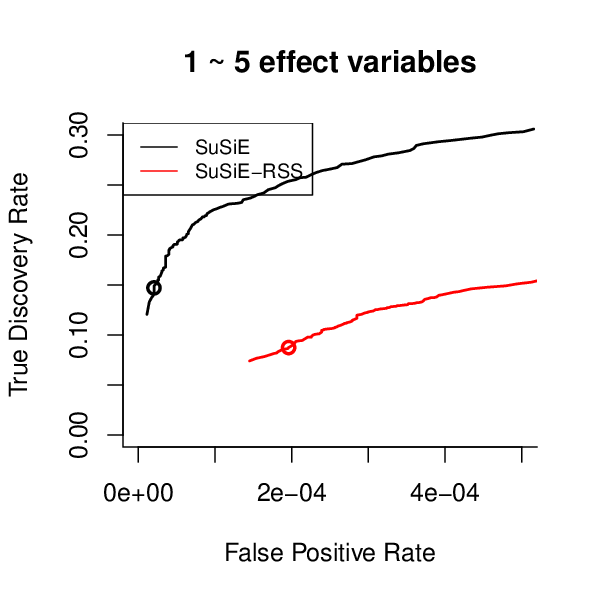 1 ~ 5 effect variables
SuSiE
SuSiE−RSS
True Discovery Rate
0.30
0.20
0.10
0.00
0e+00 2e−04 4e−04
False Positive Rate